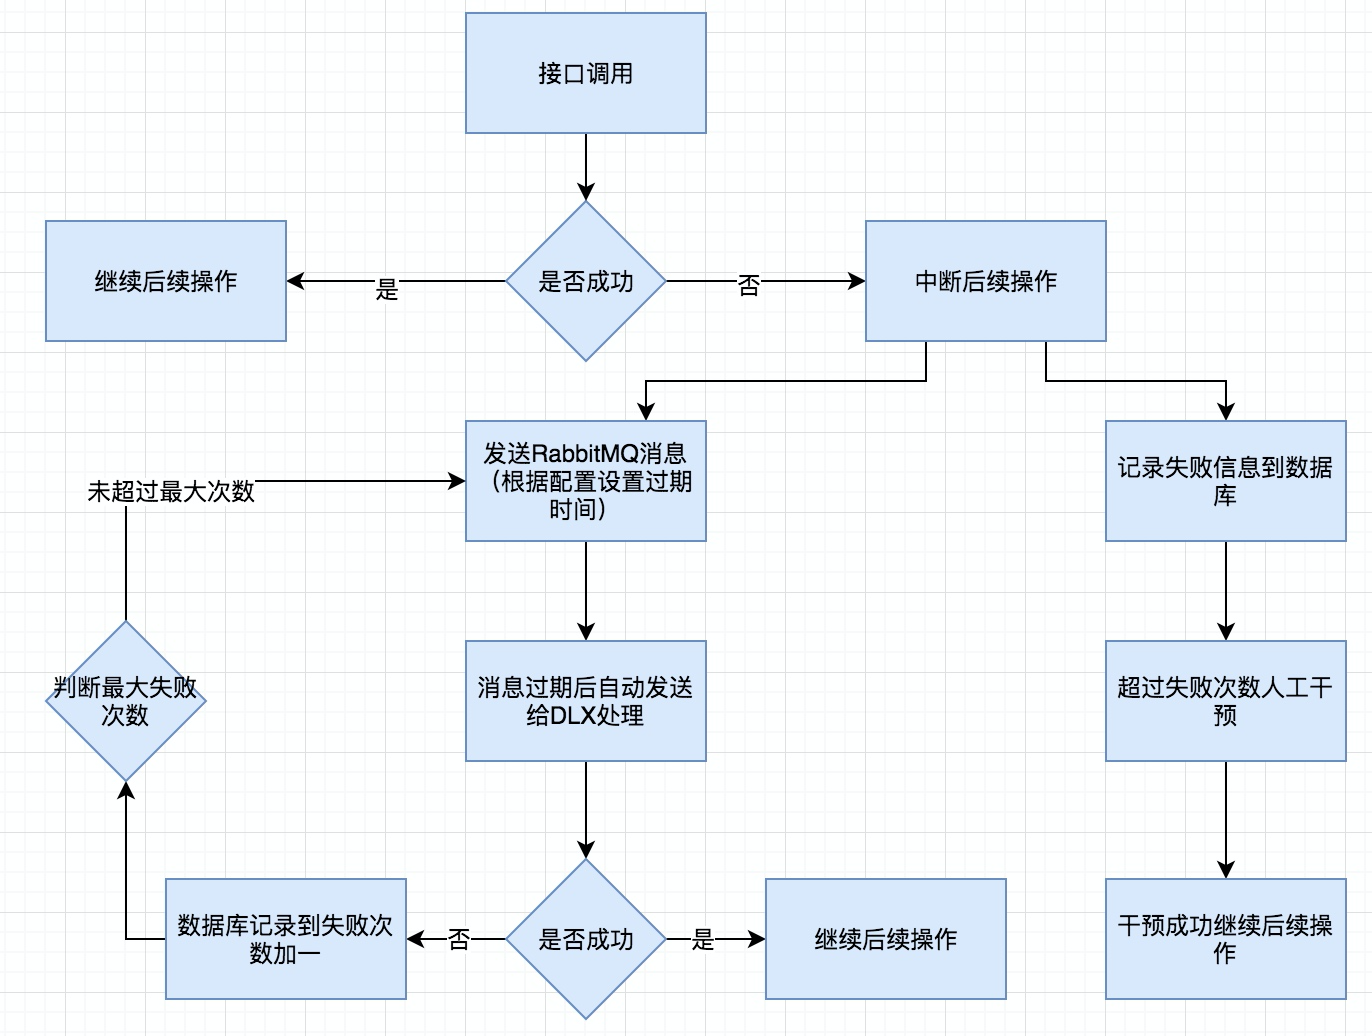 接口调用
继续后续操作
是
是否成功
否
中断后续操作
发送RabbitMQ消息
（根据配置设置过期
时间）
记录失败信息到数据
库
未超过最大次数
判断最大失败
次数
消息过期后自动发送
给DLX处理
超过失败次数人工干
预
数据库记录到失败次
数加一
否
是否成功
是
继续后续操作
干预成功继续后续操
作